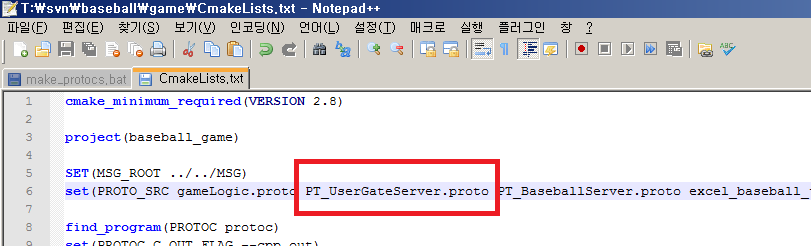 T:₩svn₩baseball₩game₩CmakeLists.txt - Notepad++
파일(F) 편집(E) 찾기(S) 보기(V) 인코딩(N) 언어(L) 설정(T) 매크로 실행 플러그인 창 ?
make_protocs.bat CmakeLists.txt
1 cmake_minimum_required(VERSION 2.8)
2
3 project(baseball_game)
4
5 SET(MSG_ROOT ../../MSG)
6 set(PROTO_SRC gameLogic.proto PT_UserGateServer.proto PT_BaseballServer.proto excel_baseball_
7
8 find_program(PROTOC protoc)
9 set(PROTOC_C_OUT_FLAG --cpp_out)